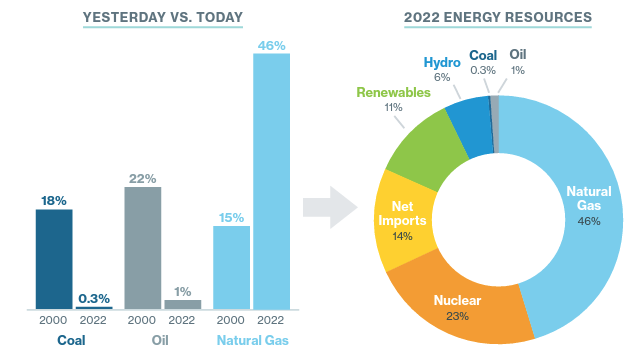 YESTERDAY VS. TODAY
46%
22%
18%
15%
1%
0.3%
2000 2022 2000 2022 2000 2022
Coal Oil Natural Gas
2022 ENERGY RESOURCES
Oil
1%
Coal
0.3%
Hydro
6%
Renewables
11%
Net
Imports
14%
Nuclear
23%
Natural
Gas
46%